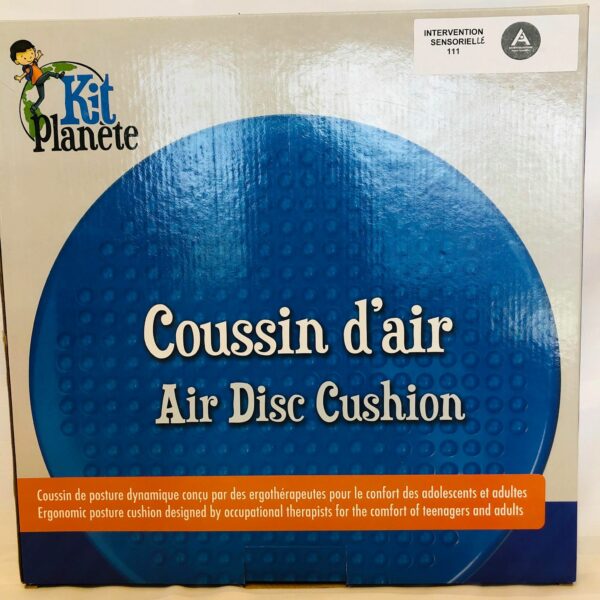 INTERVENTION
SENSORIELLE
111
Kit
Planète
Coussin d'air
Air Disc Cushion
Coussin de posture dynamique conçu par des ergothérapeutes pour le confort des adolescents et adultes
Ergonomic posture cushion designed by occupational therapists for the comfort of teenagers and adults